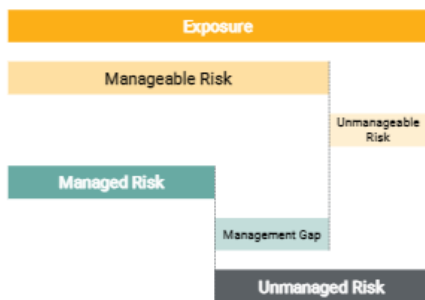 Exposure
Manageable Risk
Unmanageable
Risk
Managed Risk
Management Gap
Unmanaged Risk